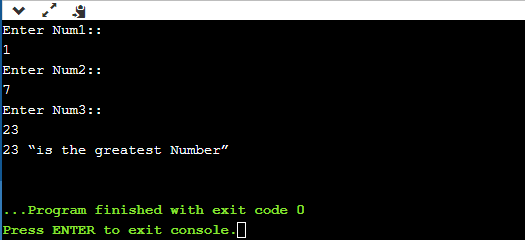 Enter Num1::
1
Enter Num2::
7
Enter Num3::
23
23 “is the greatest Number”
...Program finished with exit code 0
Press ENTER to exit console.